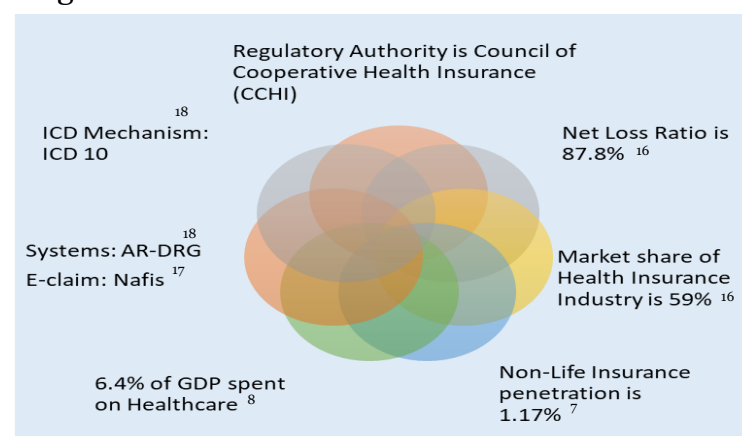 Regulatory Authority is Council of
Cooperative Health Insurance
(CCHI)
18
ICD Mechanism:
ICD 10
Net Loss Ratio is
87.8% 16
18
Systems: AR-DRG
E-claim: Nafis 17
Market share of
Health Insurance
Industry is 59% 16
6.4% of GDP spent
on Healthcare 8
Non-Life Insurance
penetration is
1.17% 7